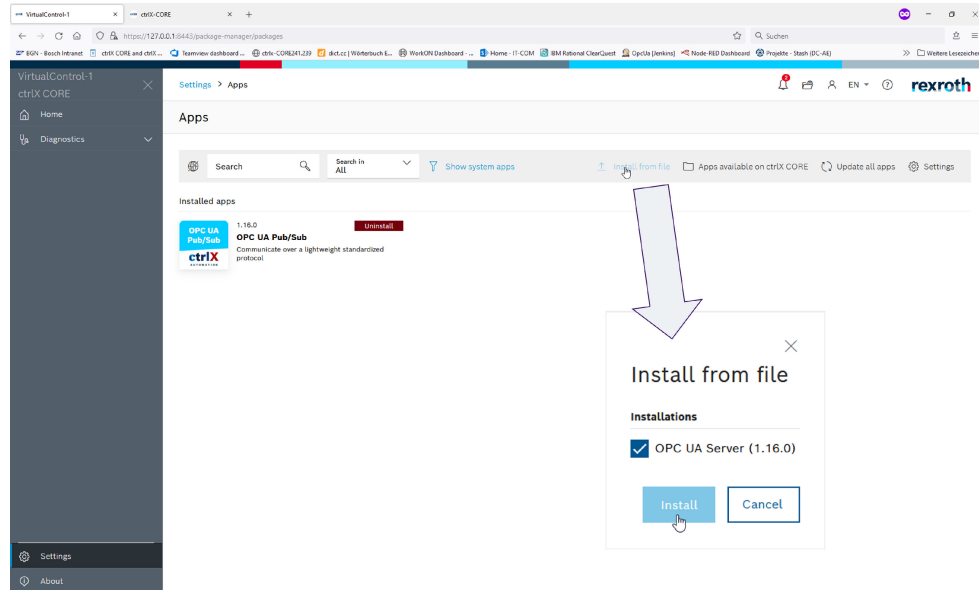 VirtualControl-1
ctrlX-CORE
https://127.0.0.1:8443/package-manager/packages
Suchen
BGN - Bosch Intranet
ctrlX CORE and ctrlX ...
Teamview dashboard ...
ctrlx-CORE241.239
dict.cc | Wörterbuch E...
WorkON Dashboard - ...
Home - IT-COM
IBM Rational ClearQuest
OpcUa [Jenkins]
Node-RED Dashboard
Projekte - Stash (DC-AE)
Weitere Lesezeichen
VirtualControl-1
ctrlX CORE
Home
Diagnostics
Settings
About
Settings > Apps
2
EN
rexroth
Apps
Search
Search in
All
Show system apps
Install from file
Apps available on ctrlX CORE
Update all apps
Settings
Installed apps
OPC UA
Pub/Sub
ctrlX
AUTOMATION
1.16.0
Uninstall
OPC UA Pub/Sub
Communicate over a lightweight standardized
protocol
Install from file
Installations
OPC UA Server (1.16.0)
Install
Cancel